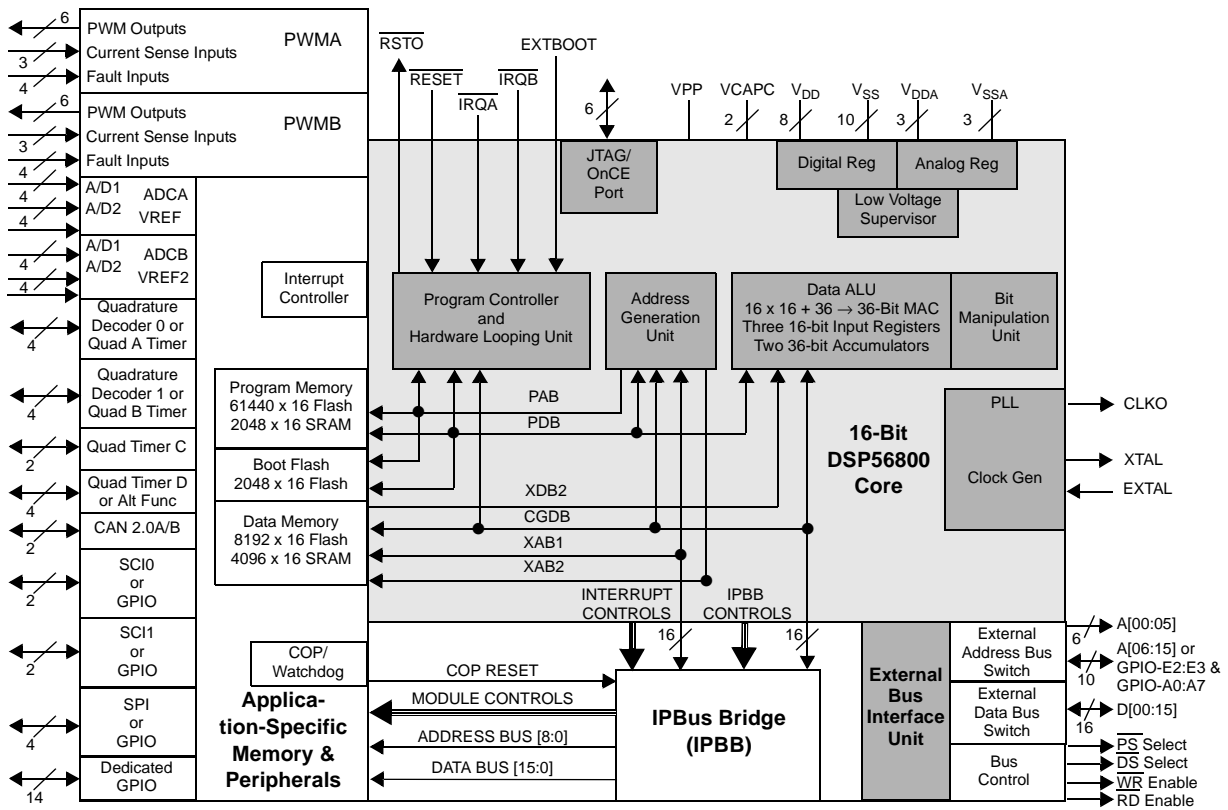 6
PWM Outputs
PWMA
Current Sense Inputs
3
Fault Inputs
4
6
PWM Outputs
PWMB
Current Sense Inputs
3
Fault Inputs
4
A/D1
ADCA
4
A/D2
VREF
4
A/D1
ADCB
4
A/D2
VREF2
4
Quadrature
Decoder 0 or
Quad A Timer
4
Quadrature
Decoder 1 or
Quad B Timer
4
Quad Timer C
2
Quad Timer D
or Alt Func
4
CAN 2.0A/B
2
SCI0
or
GPIO
2
SCI1
or
GPIO
2
SPI
or
GPIO
4
Dedicated
GPIO
14
Interrupt
Controller
Program Memory
61440 x 16 Flash
2048 x 16 SRAM
Boot Flash
2048 x 16 Flash
Data Memory
8192 x 16 Flash
4096 x 16 SRAM
COP/
Watchdog
Applica-
tion-Specific
Memory &
Peripherals
RSTO
EXTBOOT
RESET
IRQB
IRQA
6
VPP
VCAPC
2
VDD
8
VSS
10
VDDA
3
VSSA
3
JTAG/
OnCE
Port
Digital Reg
Analog Reg
Low Voltage
Supervisor
Program Controller
and
Hardware Looping Unit
Address
Generation
Unit
Data ALU
16 x 16 + 36 → 36-Bit MAC
Three 16-bit Input Registers
Two 36-bit Accumulators
Bit
Manipulation
Unit
PAB
PDB
XDB2
CGDB
XAB1
XAB2
16-Bit
DSP56800
Core
PLL
Clock Gen
CLKO
XTAL
EXTAL
INTERRUPT
CONTROLS
16
IPBB
CONTROLS
16
COP RESET
MODULE CONTROLS
ADDRESS BUS [8:0]
DATA BUS [15:0]
IPBus Bridge
(IPBB)
External
Bus
Interface
Unit
External
Address Bus
Switch
External
Data Bus
Switch
Bus
Control
6
A[00:05]
10
A[06:15] or
GPIO-E2:E3 &
GPIO-A0:A7
16
D[00:15]
PS Select
DS Select
WR Enable
RD Enable